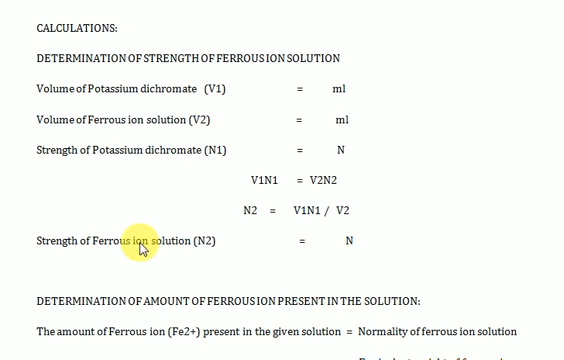 CALCULATIONS:
DETERMINATION OF STRENGTH OF FERROUS ION SOLUTION
Volume of Potassium dichromate (V1) = ml
Volume of Ferrous ion solution (V2) = ml
Strength of Potassium dichromate (N1) = N
V1N1 = V2N2
N2 = V1N1 / V2
Strength of Ferrous ion solution (N2) = N
DETERMINATION OF AMOUNT OF FERROUS ION PRESENT IN THE SOLUTION:
The amount of Ferrous ion (Fe2+) present in the given solution = Normality of ferrous ion solution